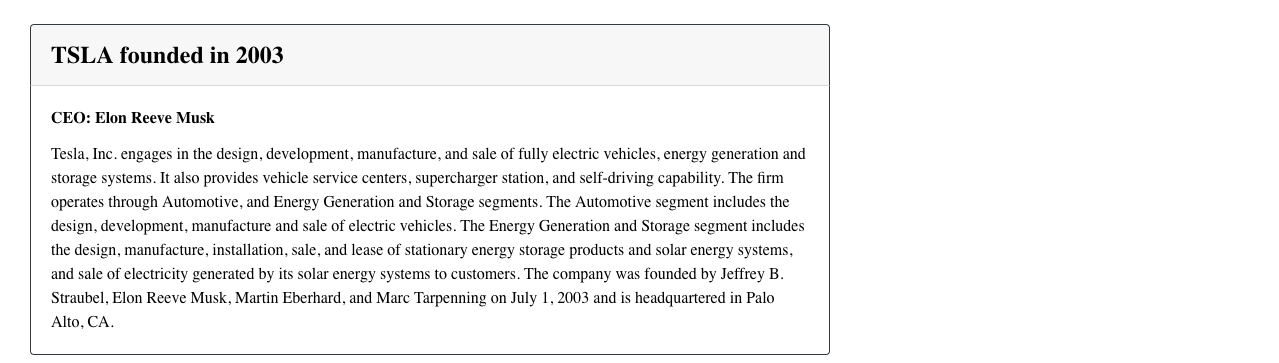 TSLA founded in 2003
CEO: Elon Reeve Musk
Tesla, Inc. engages in the design, development, manufacture, and sale of fully electric vehicles, energy generation and
storage systems. It also provides vehicle service centers, supercharger station, and self-driving capability. The firm
operates through Automotive, and Energy Generation and Storage segments. The Automotive segment includes the
design, development, manufacture and sale of electric vehicles. The Energy Generation and Storage segment includes
the design, manufacture, installation, sale, and lease of stationary energy storage products and solar energy systems,
and sale of electricity generated by its solar energy systems to customers. The company was founded by Jeffrey B.
Straubel, Elon Reeve Musk, Martin Eberhard, and Marc Tarpenning on July 1, 2003 and is headquartered in Palo
Alto, CA.